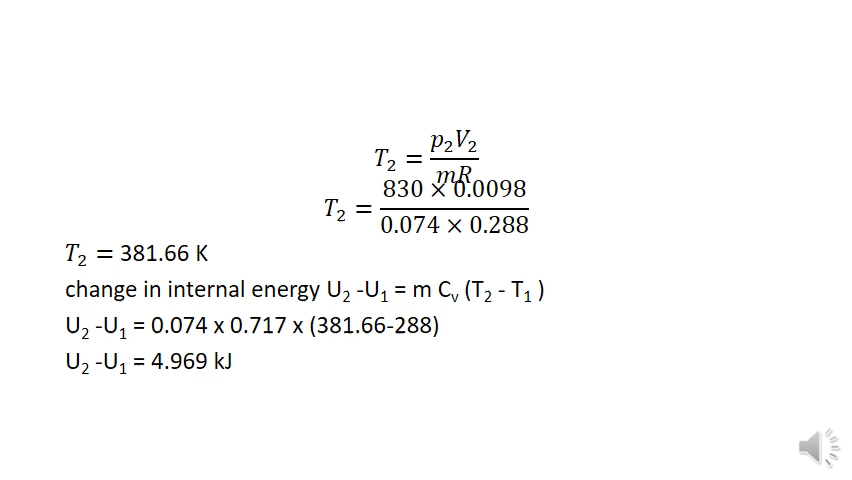 T₂ = p₂V₂ / mR
T₂ = 830 × 0.0098 / 0.074 × 0.288
T₂ = 381.66 K
change in internal energy U₂ -U₁ = m Cᵥ (T₂ - T₁ )
U₂ -U₁ = 0.074 x 0.717 x (381.66-288)
U₂ -U₁ = 4.969 kJ